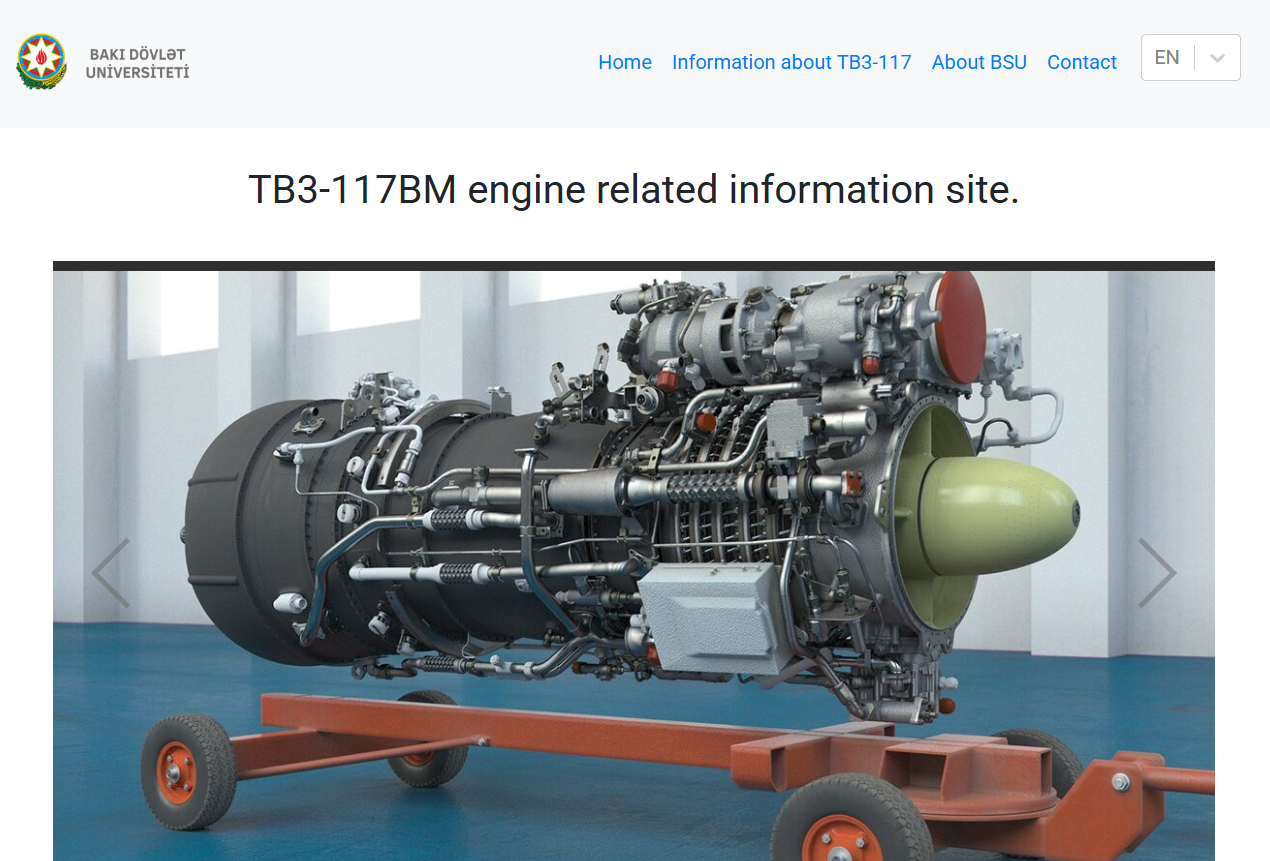 BAKI DÖVLƏT
UNİVERSİTETİ
Home
Information about TB3-117
About BSU
Contact
EN
TB3-117BM engine related information site.